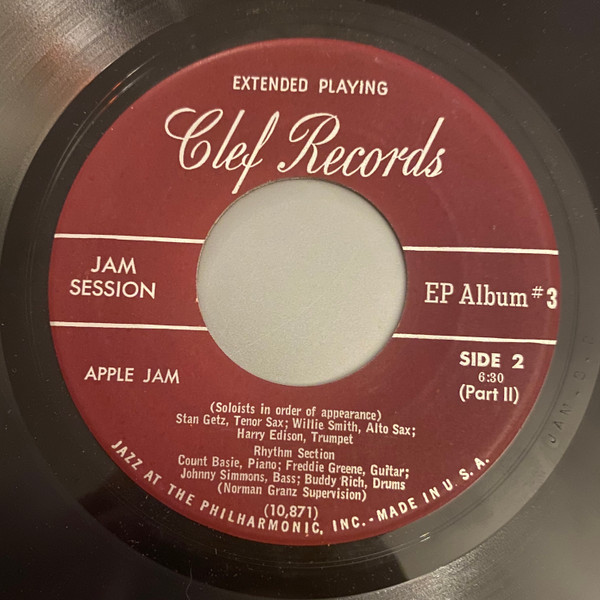 EXTENDED PLAYING
Clef Records
JAM
SESSION
EP Album #3
SIDE 2
6:30
(Part II)
APPLE JAM
(Soloists in order of appearance)
Stan Getz, Tenor Sax; Willie Smith, Alto Sax;
Harry Edison, Trumpet
Rhythm Section
Count Basie, Piano; Freddie Greene, Guitar;
Johnny Simmons, Bass; Buddy Rich, Drums
(Norman Granz Supervision)
(10,871)
JAZZ AT THE PHILHARMONIC, INC.-MADE IN U.S.A.